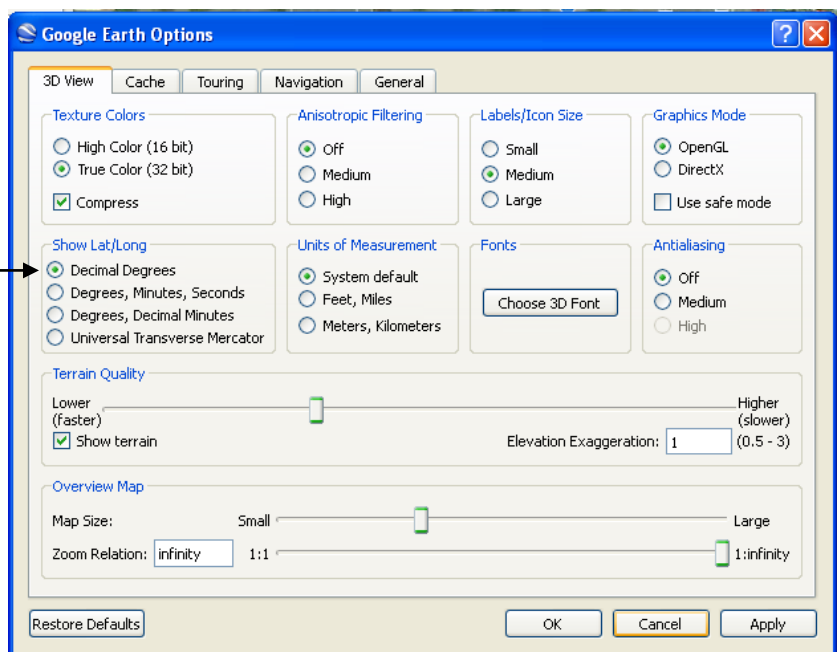 Google Earth Options
3D View Cache Touring Navigation General
Texture Colors
High Color (16 bit)
True Color (32 bit)
Compress
Anisotropic Filtering
Off
Medium
High
Labels/Icon Size
Small
Medium
Large
Graphics Mode
OpenGL
DirectX
Use safe mode
Show Lat/Long
Decimal Degrees
Degrees, Minutes, Seconds
Degrees, Decimal Minutes
Universal Transverse Mercator
Units of Measurement
System default
Feet, Miles
Meters, Kilometers
Fonts
Choose 3D Font
Antialiasing
Off
Medium
High
Terrain Quality
Lower
(faster)
Higher
(slower)
Show terrain
Elevation Exaggeration: 1 (0.5 - 3)
Overview Map
Map Size: Small Large
Zoom Relation: infinity 1:1 1:infinity
Restore Defaults OK Cancel Apply